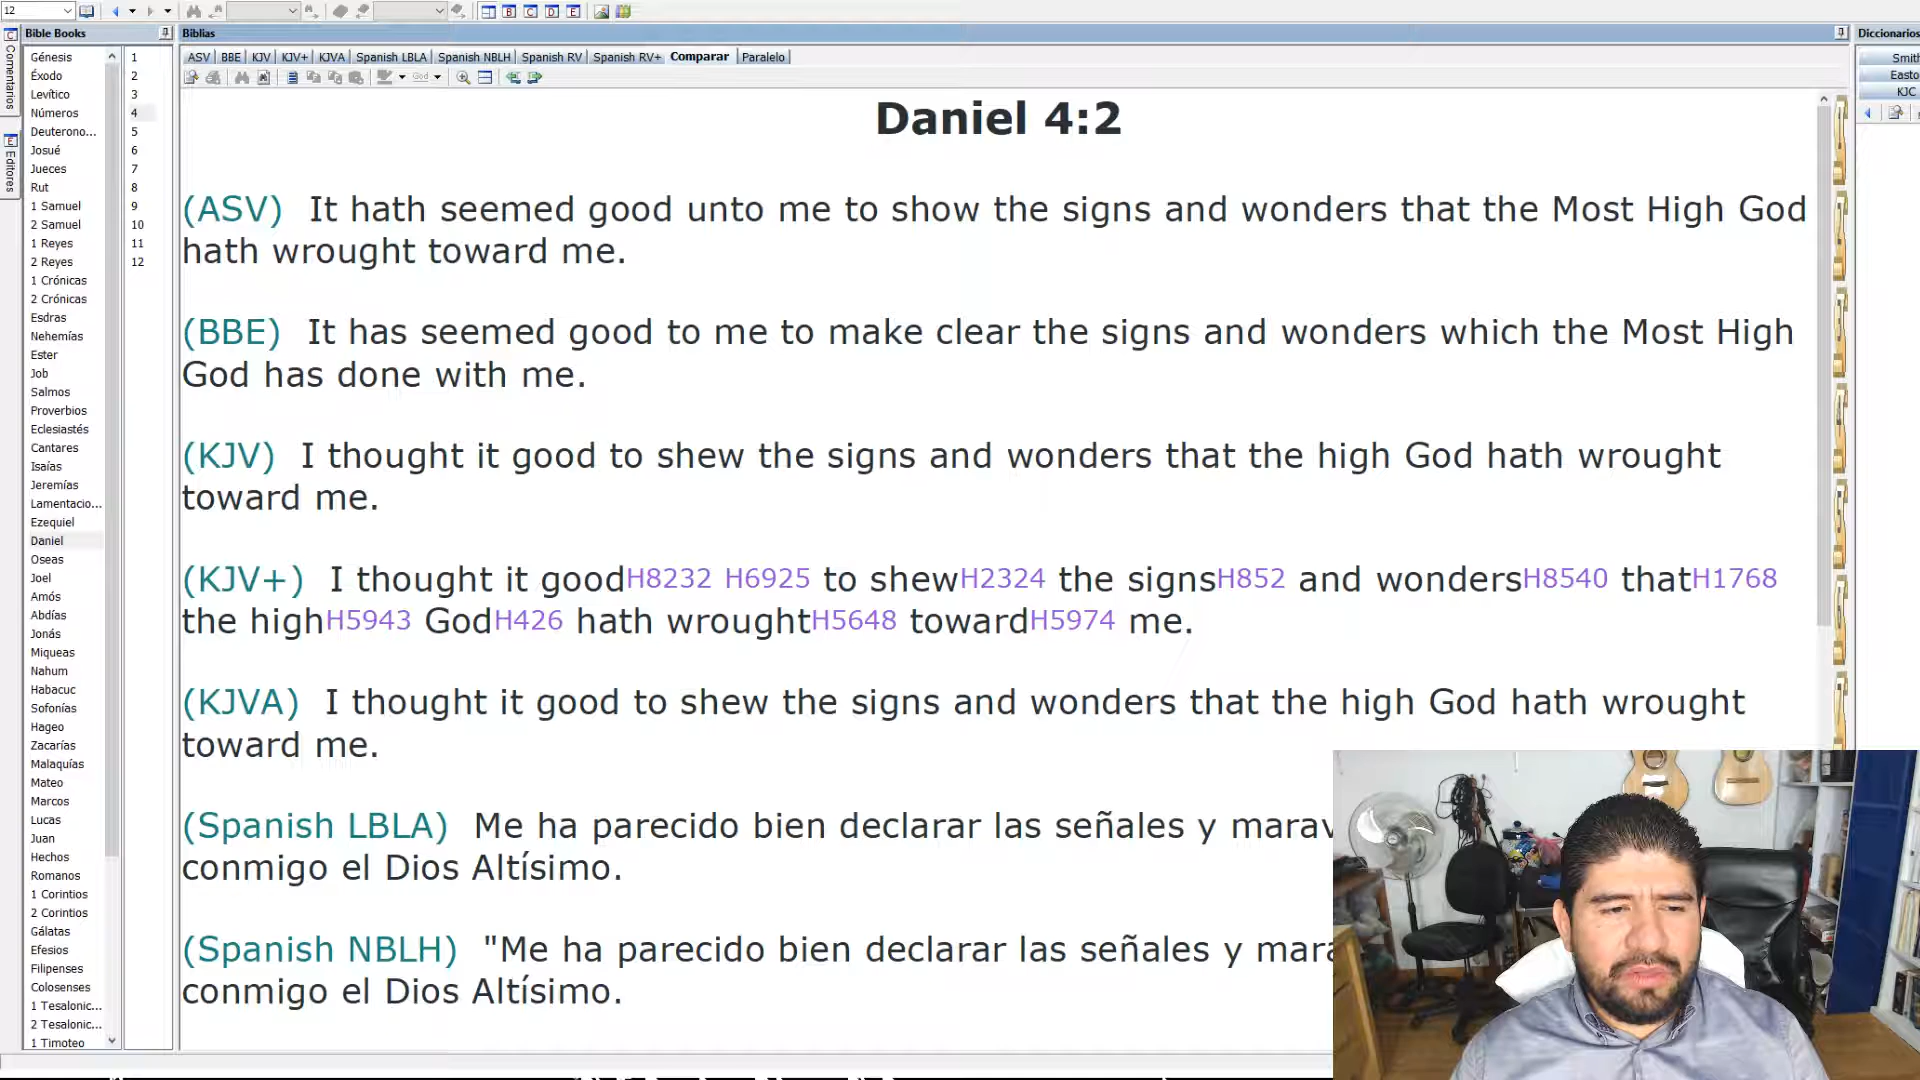 12
Bible Books
Biblias
Diccionarios
Comentarios
Editores
Génesis
Éxodo
Levítico
Números
Deuterono...
Josué
Jueces
Rut
1 Samuel
2 Samuel
1 Reyes
2 Reyes
1 Crónicas
2 Crónicas
Esdras
Nehemías
Ester
Job
Salmos
Proverbios
Eclesiastés
Cantares
Isaías
Jeremías
Lamentacio...
Ezequiel
Daniel
Oseas
Joel
Amós
Abdías
Jonás
Miqueas
Nahum
Habacuc
Sofonías
Hageo
Zacarías
Malaquías
Mateo
Marcos
Lucas
Juan
Hechos
Romanos
1 Corintios
2 Corintios
Gálatas
Efesios
Filipenses
Colosenses
1 Tesalonic...
2 Tesalonic...
1 Timoteo
1
2
3
4
5
6
7
8
9
10
11
12
ASV BBE KJV KJV+ KJVA Spanish LBLA Spanish NBLH Spanish RV Spanish RV+ Comparar Paralelo
Daniel 4:2
(ASV) It hath seemed good unto me to show the signs and wonders that the Most High God
hath wrought toward me.
(BBE) It has seemed good to me to make clear the signs and wonders which the Most High
God has done with me.
(KJV) I thought it good to shew the signs and wonders that the high God hath wrought
toward me.
(KJV+) I thought it goodH8232 H6925 to shewH2324 the signsH852 and wondersH8540 thatH1768
the highH5943 GodH426 hath wroughtH5648 towardH5974 me.
(KJVA) I thought it good to shew the signs and wonders that the high God hath wrought
toward me.
(Spanish LBLA) Me ha parecido bien declarar las señales y marav
conmigo el Dios Altísimo.
(Spanish NBLH) "Me ha parecido bien declarar las señales y mara
conmigo el Dios Altísimo.
Smith
Easto
KJC